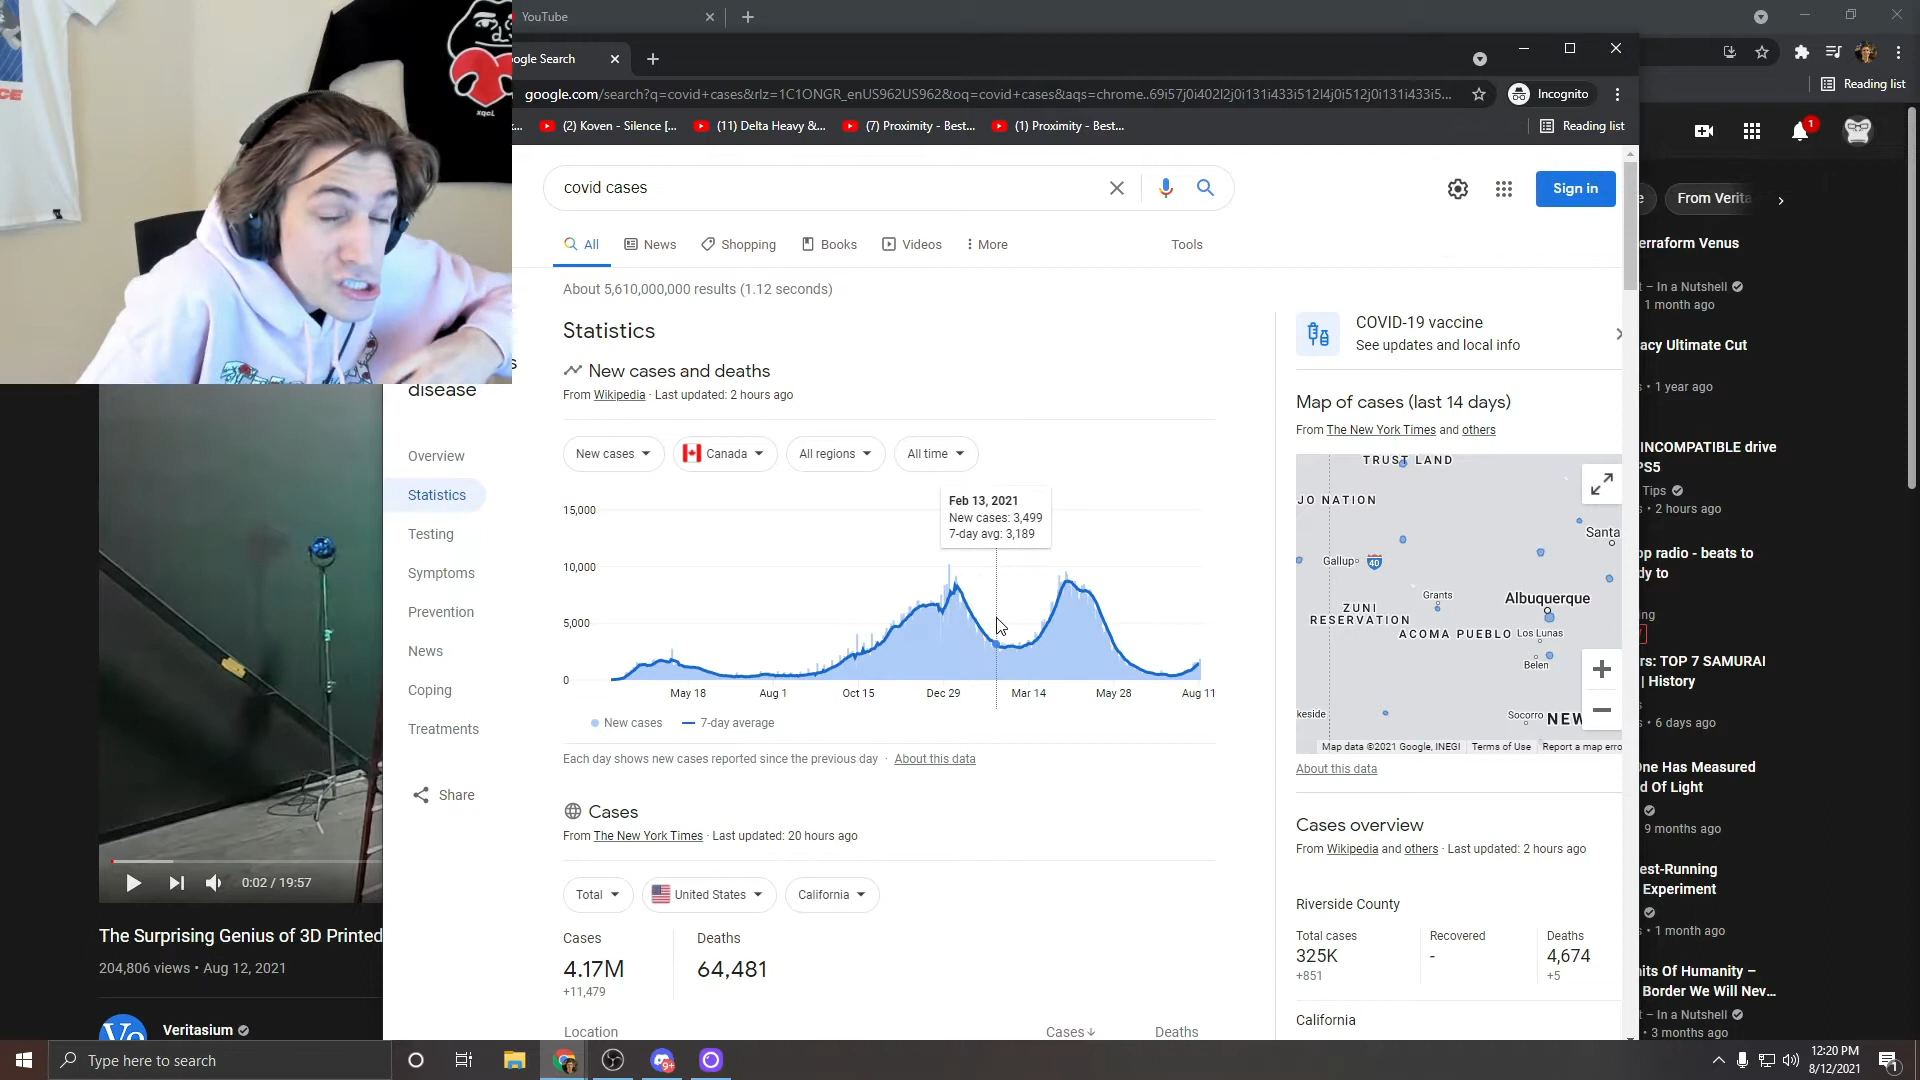 YouTube
ogle Search
google.com/search?q=covid+cases&rlz=1C1ONGR_enUS962US962&oq=covid+cases&aqs=chrome..69i57j0i402l2j0i131i433i512l4j0i512j0i131i433i5...
Incognito
Reading list
(2) Koven - Silence [...
(11) Delta Heavy &...
(7) Proximity - Best...
(1) Proximity - Best...
Reading list
1
xqcL
CE
covid cases
Sign in
From Verita
All
News
Shopping
Books
Videos
More
Tools
About 5,610,000,000 results (1.12 seconds)
Statistics
New cases and deaths
From Wikipedia · Last updated: 2 hours ago
New cases
Canada
All regions
All time
Feb 13, 2021
New cases: 3,499
7-day avg: 3,189
15,000
10,000
5,000
0
May 18
Aug 1
Oct 15
Dec 29
Mar 14
May 28
Aug 11
New cases
7-day average
Each day shows new cases reported since the previous day · About this data
Cases
From The New York Times · Last updated: 20 hours ago
Total
United States
California
Cases
Deaths
4.17M
64,481
+11,479
Location
Cases↓
Deaths
disease
Overview
Statistics
Testing
Symptoms
Prevention
News
Coping
Treatments
Share
COVID-19 vaccine
See updates and local info
Map of cases (last 14 days)
From The New York Times and others
TRUST LAND
JO NATION
Santa
Gallup
40
Grants
Albuquerque
ZUNI
RESERVATION
ACOMA PUEBLO
Los Lunas
Belen
keside
Socorro
NEW
Map data ©2021 Google, INEGI
Terms of Use
Report a map erro
About this data
Cases overview
From Wikipedia and others · Last updated: 2 hours ago
Riverside County
Total cases
Recovered
Deaths
325K
-
4,674
+851
+5
California
erraform Venus
t – In a Nutshell
1 month ago
acy Ultimate Cut
s • 1 year ago
INCOMPATIBLE drive
PS5
Tips
s • 2 hours ago
op radio - beats to
dy to
ing
rs: TOP 7 SAMURAI
| History
s • 6 days ago
One Has Measured
d Of Light
9 months ago
est-Running
Experiment
s • 1 month ago
its Of Humanity –
Border We Will Nev...
t – In a Nutshell
s • 3 months ago
0:02 / 19:57
The Surprising Genius of 3D Printed
204,806 views • Aug 12, 2021
Ve
Veritasium
Type here to search
9+
12:20 PM
8/12/2021
1